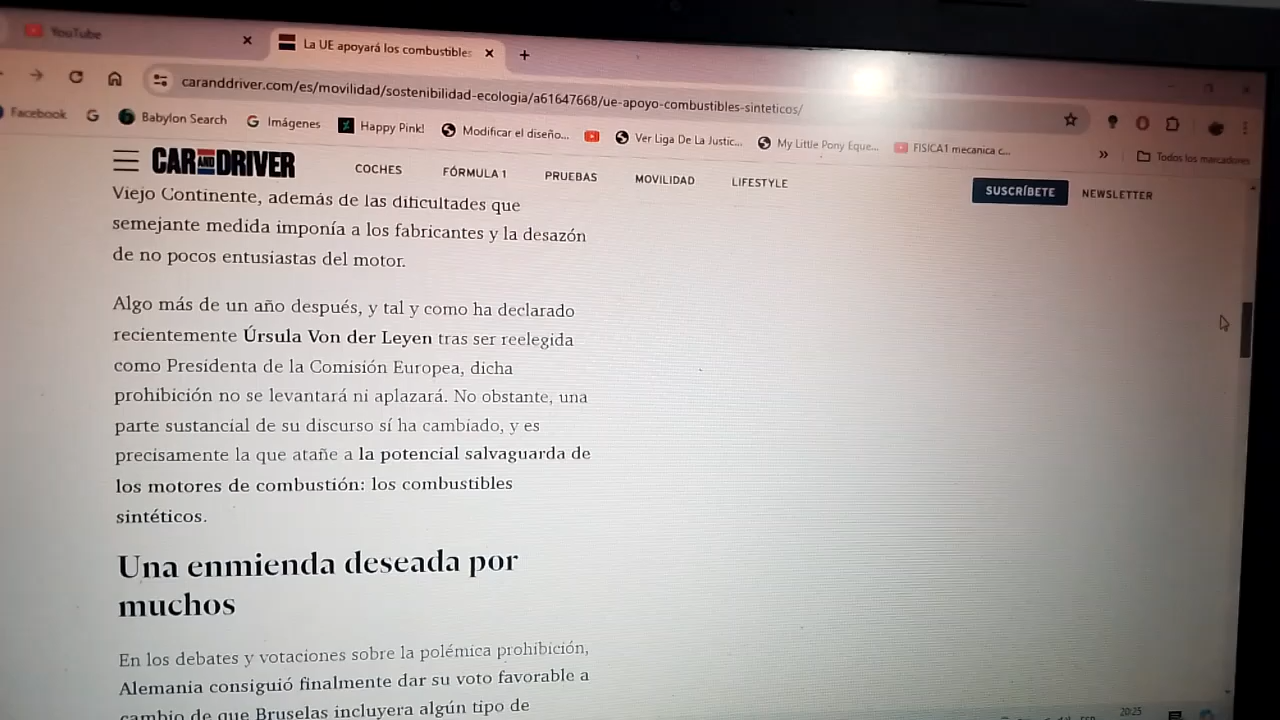 YouTube
La UE apoyará los combustibles
caranddriver.com/es/movilidad/sostenibilidad-ecologia/a61647668/ue-apoyo-combustibles-sinteticos/
Facebook
Babylon Search
Imágenes
Happy Pink!
Modificar el diseño...
Ver Liga De La Justic...
My Little Pony Eque...
FISICA1 mecanica c...
»
Todos los marcadores
CAR AND DRIVER
COCHES
FÓRMULA 1
PRUEBAS
MOVILIDAD
LIFESTYLE
SUSCRÍBETE
NEWSLETTER
Viejo Continente, además de las dificultades que
semejante medida imponía a los fabricantes y la desazón
de no pocos entusiastas del motor.
Algo más de un año después, y tal y como ha declarado
recientemente Úrsula Von der Leyen tras ser reelegida
como Presidenta de la Comisión Europea, dicha
prohibición no se levantará ni aplazará. No obstante, una
parte sustancial de su discurso sí ha cambiado, y es
precisamente la que atañe a la potencial salvaguarda de
los motores de combustión: los combustibles
sintéticos.
Una enmienda deseada por
muchos
En los debates y votaciones sobre la polémica prohibición,
Alemania consiguió finalmente dar su voto favorable a
cambio de que Bruselas incluyera algún tipo de
20:25